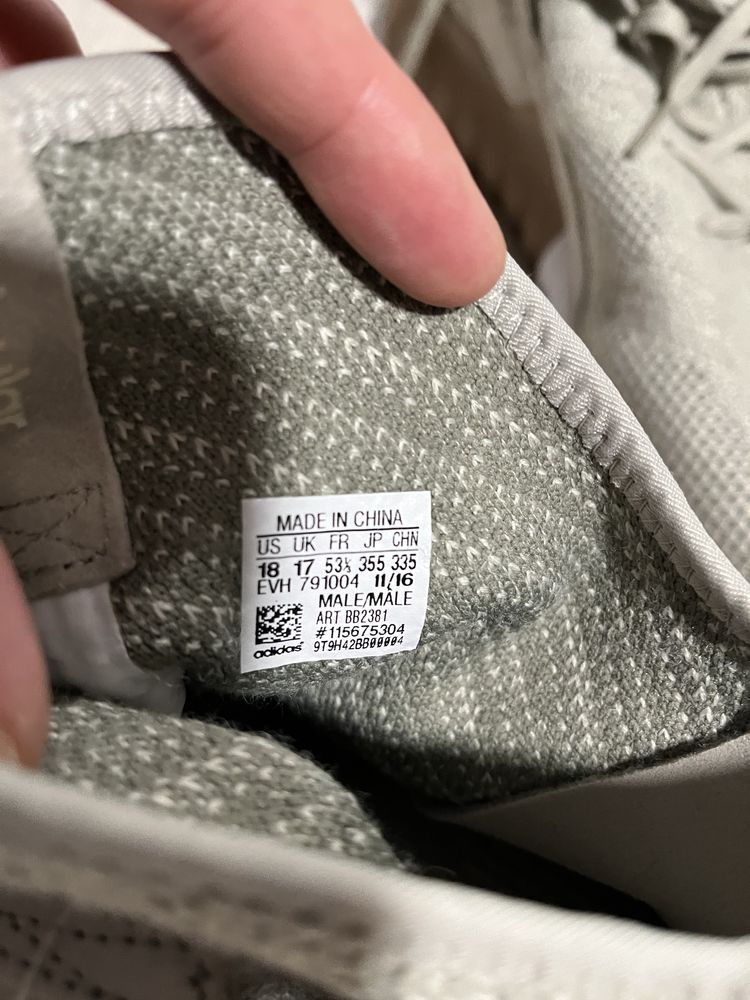 MADE IN CHINA
US UK FR JP CHN
18 17 53⅓ 355 335
EVH 791004 11/16
MALE/MALE
ART BB2381
#115675304
adidas
9T9H42BB00004